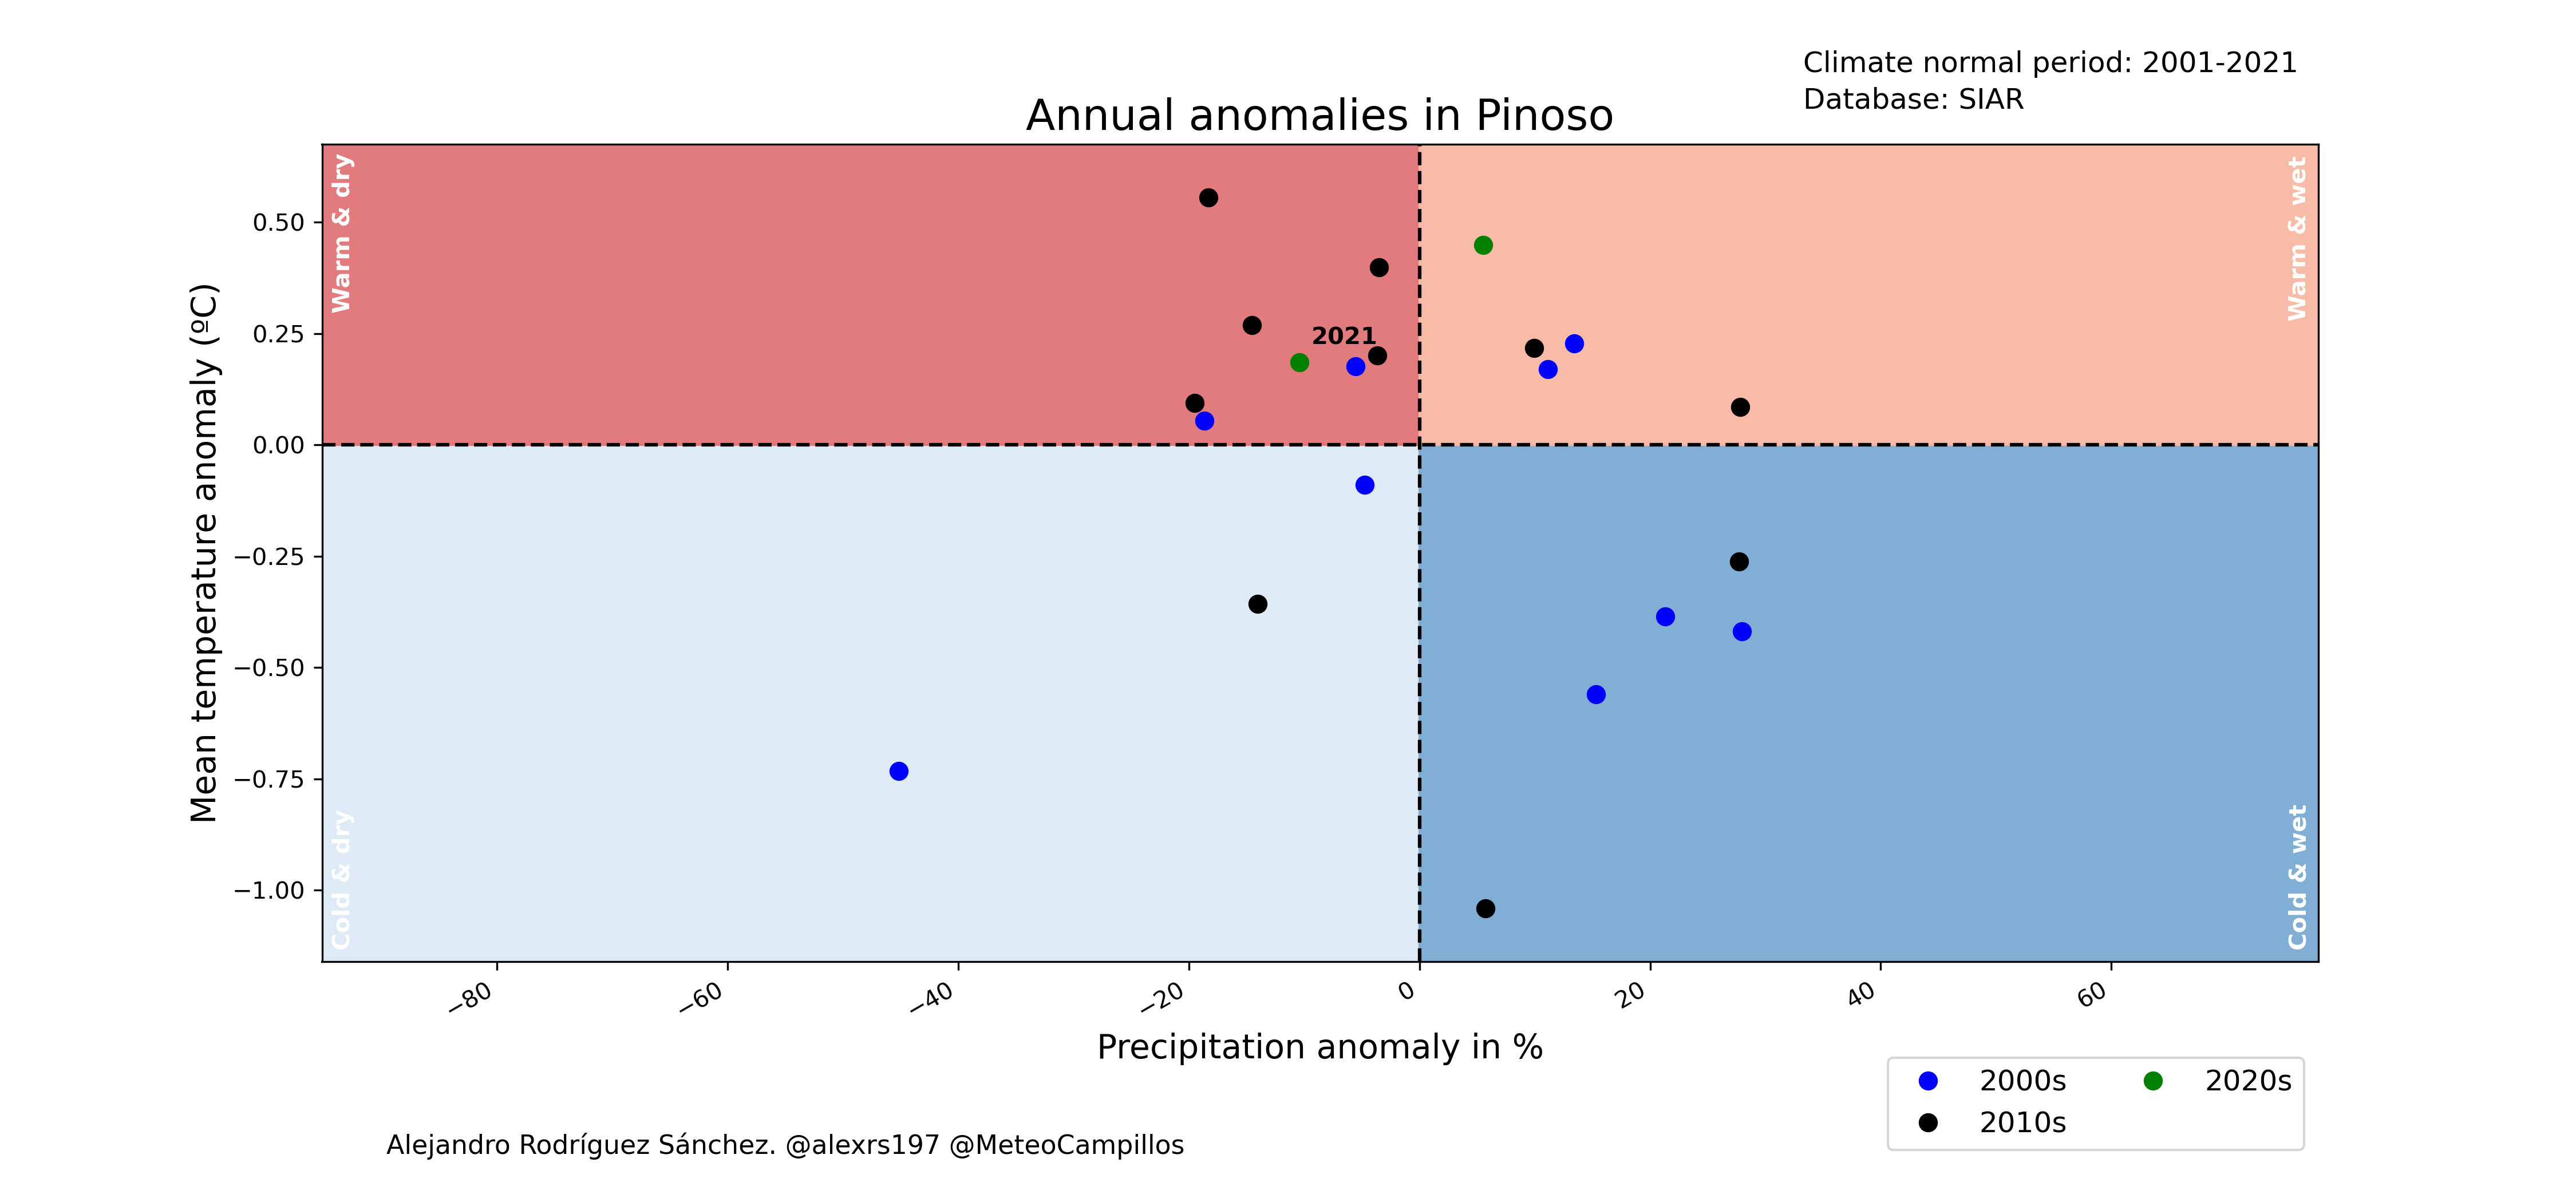 Climate normal period: 2001-2021
Database: SIAR
Annual anomalies in Pinoso
Warm & dry
Warm & wet
0.50
0.25
0.00
−0.25
−0.50
−0.75
−1.00
Mean temperature anomaly (ºC)
2021
Cold & dry
Cold & wet
−80
−60
−40
−20
0
20
40
60
Precipitation anomaly in %
2000s
2010s
2020s
Alejandro Rodríguez Sánchez. @alexrs197 @MeteoCampillos